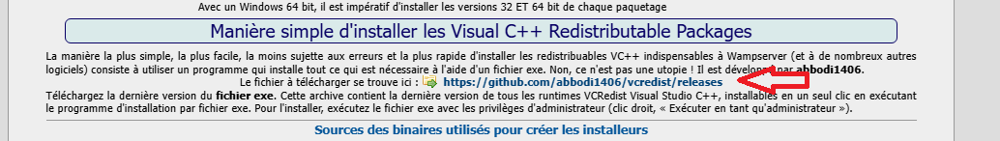 Avec un Windows 64 bit, il est impératif d'installer les versions 32 ET 64 bit de chaque paquetage
Manière simple d'installer les Visual C++ Redistributable Packages
La manière la plus simple, la plus facile, la moins sujette aux erreurs et la plus rapide d'installer les redistribuables VC++ indispensables à Wampserver (et à de nombreux autres
logiciels) consiste à utiliser un programme qui installe tout ce qui est nécessaire à l'aide d'un fichier exe. Non, ce n'est pas une utopie ! Il est développé par abbodi1406.
Le fichier à télécharger se trouve ici : https://github.com/abbodi1406/vcredist/releases
Téléchargez la dernière version du fichier exe. Cette archive contient la dernière version de tous les runtimes VCRedist Visual Studio C++, installables en un seul clic en exécutant
le programme d'installation par fichier exe. Pour l'installer, exécutez le fichier exe avec les privilèges d'administrateur (clic droit, « Exécuter en tant qu'administrateur »).
Sources des binaires utilisés pour créer les installeurs